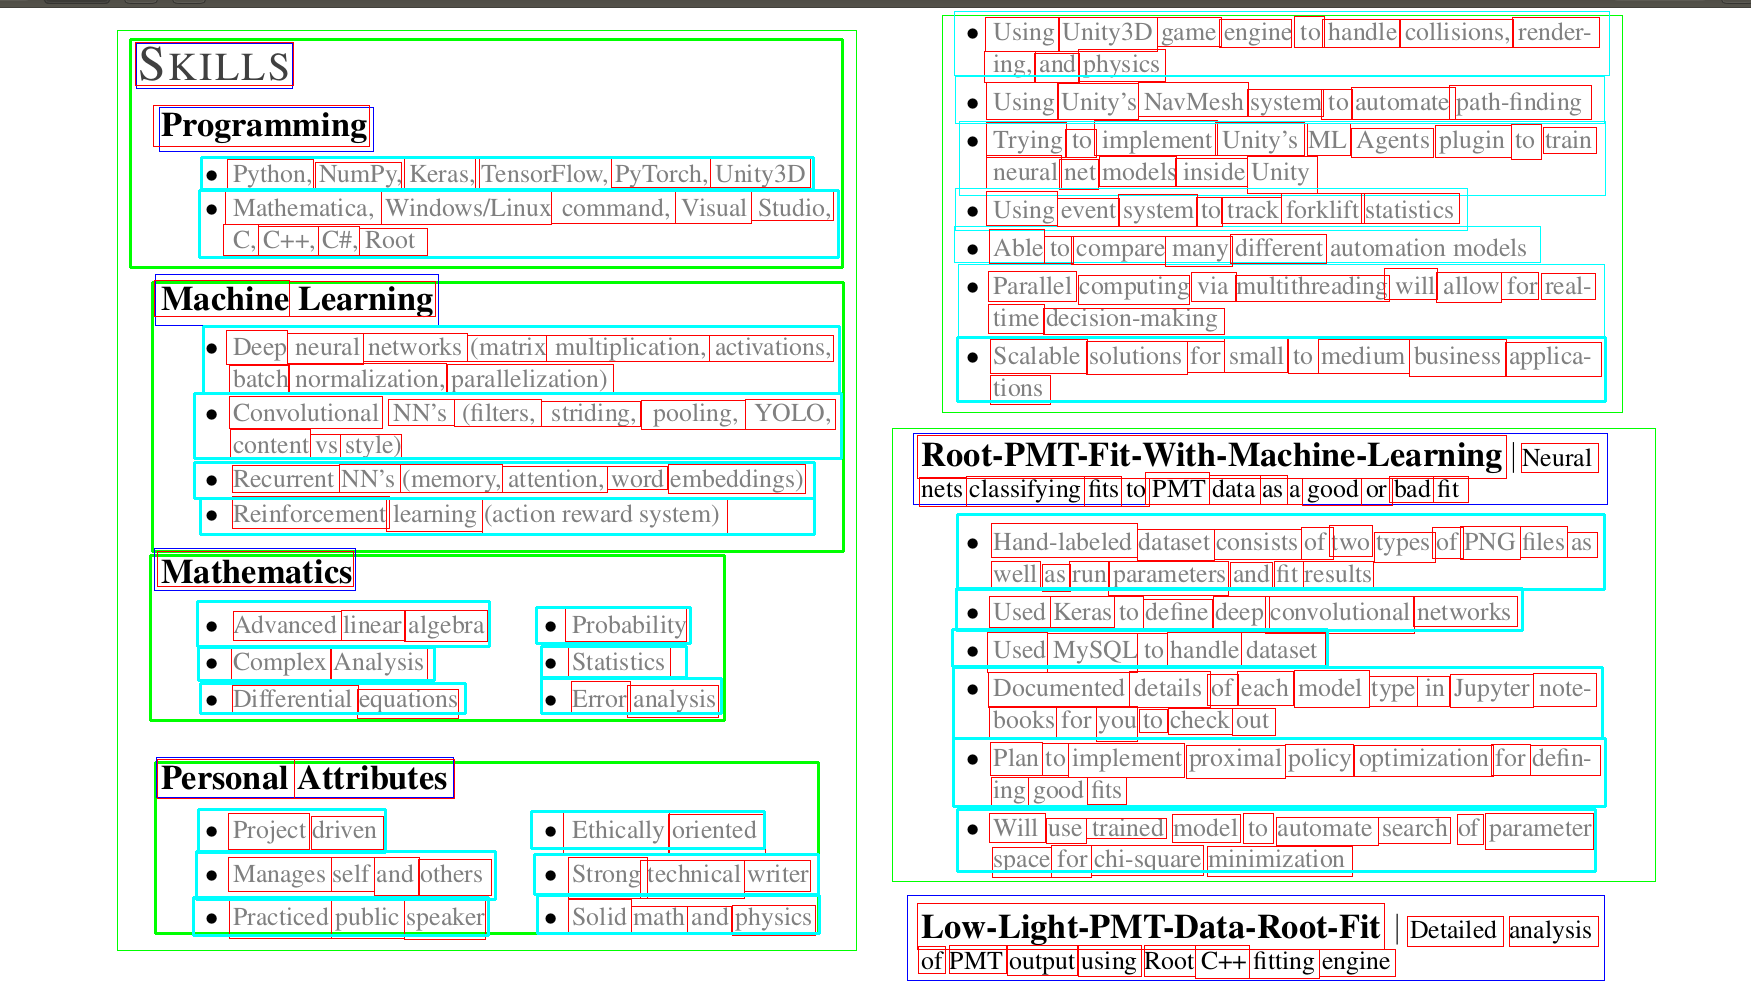 SKILLS
Programming
• Python, NumPy, Keras, TensorFlow, PyTorch, Unity3D
• Mathematica, Windows/Linux command, Visual Studio,
C, C++, C#, Root
Machine Learning
• Deep neural networks (matrix multiplication, activations,
batch normalization, parallelization)
• Convolutional NN's (filters, striding, pooling, YOLO,
content vs style)
• Recurrent NN's (memory, attention, word embeddings)
• Reinforcement learning (action reward system)
Mathematics
• Advanced linear algebra
• Complex Analysis
• Differential equations
• Probability
• Statistics
• Error analysis
Personal Attributes
• Project driven
• Manages self and others
• Practiced public speaker
• Ethically oriented
• Strong technical writer
• Solid math and physics
• Using Unity3D game engine to handle collisions, render-
ing, and physics
• Using Unity's NavMesh system to automate path-finding
• Trying to implement Unity's ML Agents plugin to train
neural net models inside Unity
• Using event system to track forklift statistics
• Able to compare many different automation models
• Parallel computing via multithreading will allow for real-
time decision-making
• Scalable solutions for small to medium business applica-
tions
Root-PMT-Fit-With-Machine-Learning | Neural
nets classifying fits to PMT data as a good or bad fit
• Hand-labeled dataset consists of two types of PNG files as
well as run parameters and fit results
• Used Keras to define deep convolutional networks
• Used MySQL to handle dataset
• Documented details of each model type in Jupyter note-
books for you to check out
• Plan to implement proximal policy optimization for defin-
ing good fits
• Will use trained model to automate search of parameter
space for chi-square minimization
Low-Light-PMT-Data-Root-Fit | Detailed analysis
of PMT output using Root C++ fitting engine